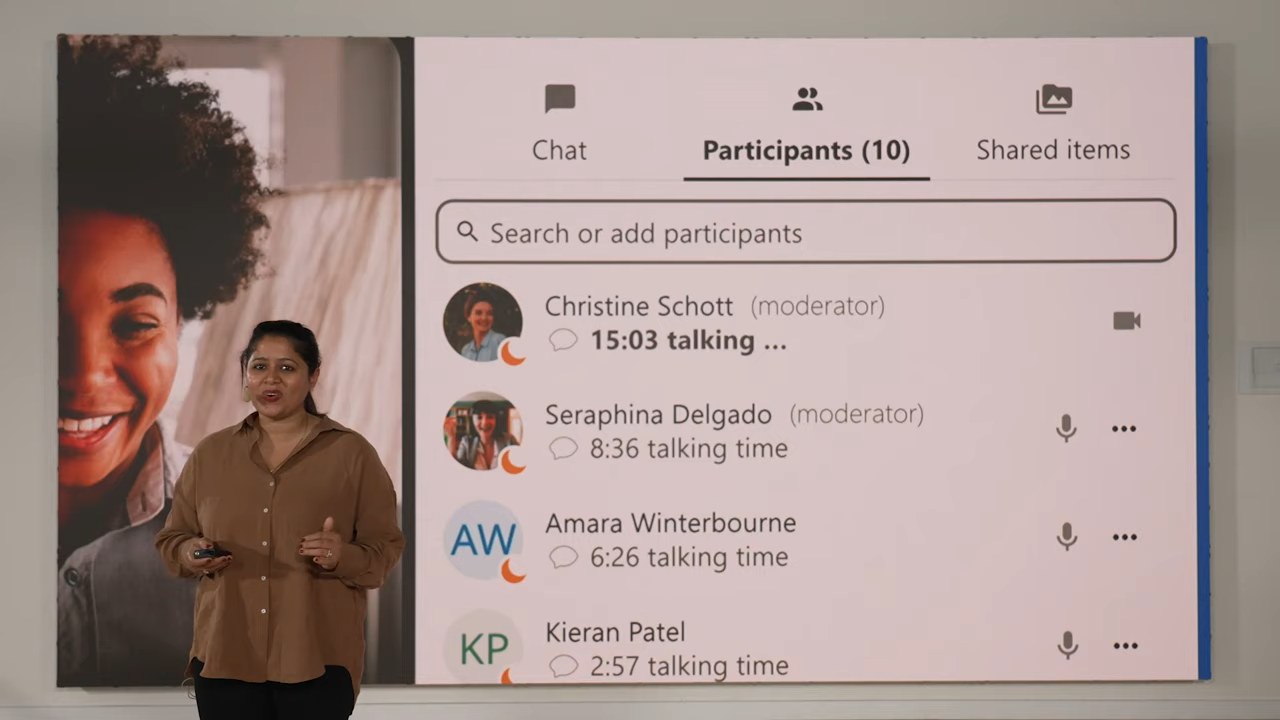 Chat
Participants (10)
Shared items
Search or add participants
Christine Schott (moderator)
15:03 talking ...
Seraphina Delgado (moderator)
8:36 talking time
AW
Amara Winterbourne
6:26 talking time
KP
Kieran Patel
2:57 talking time